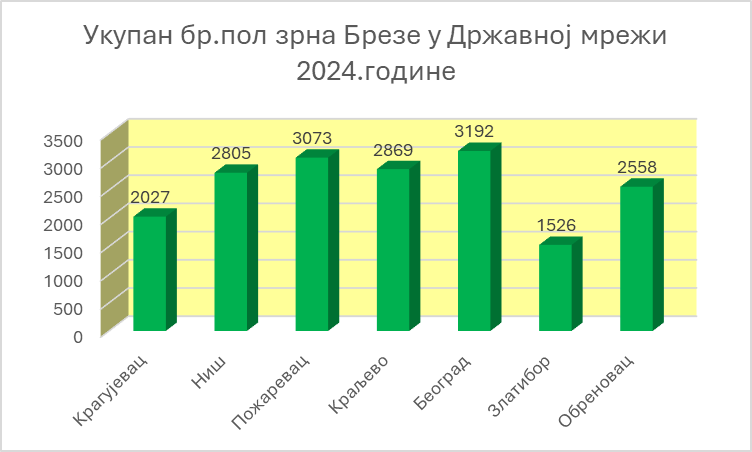 Укупан бр.пол зрна Брезе у Државној мрежи
2024.године
3500
3000
2500
2000
1500
1000
500
0
2027
2805
3073
2869
3192
1526
2558
Крагујевац
Ниш
Пожаревац
Краљево
Београд
Златибор
Обреновац